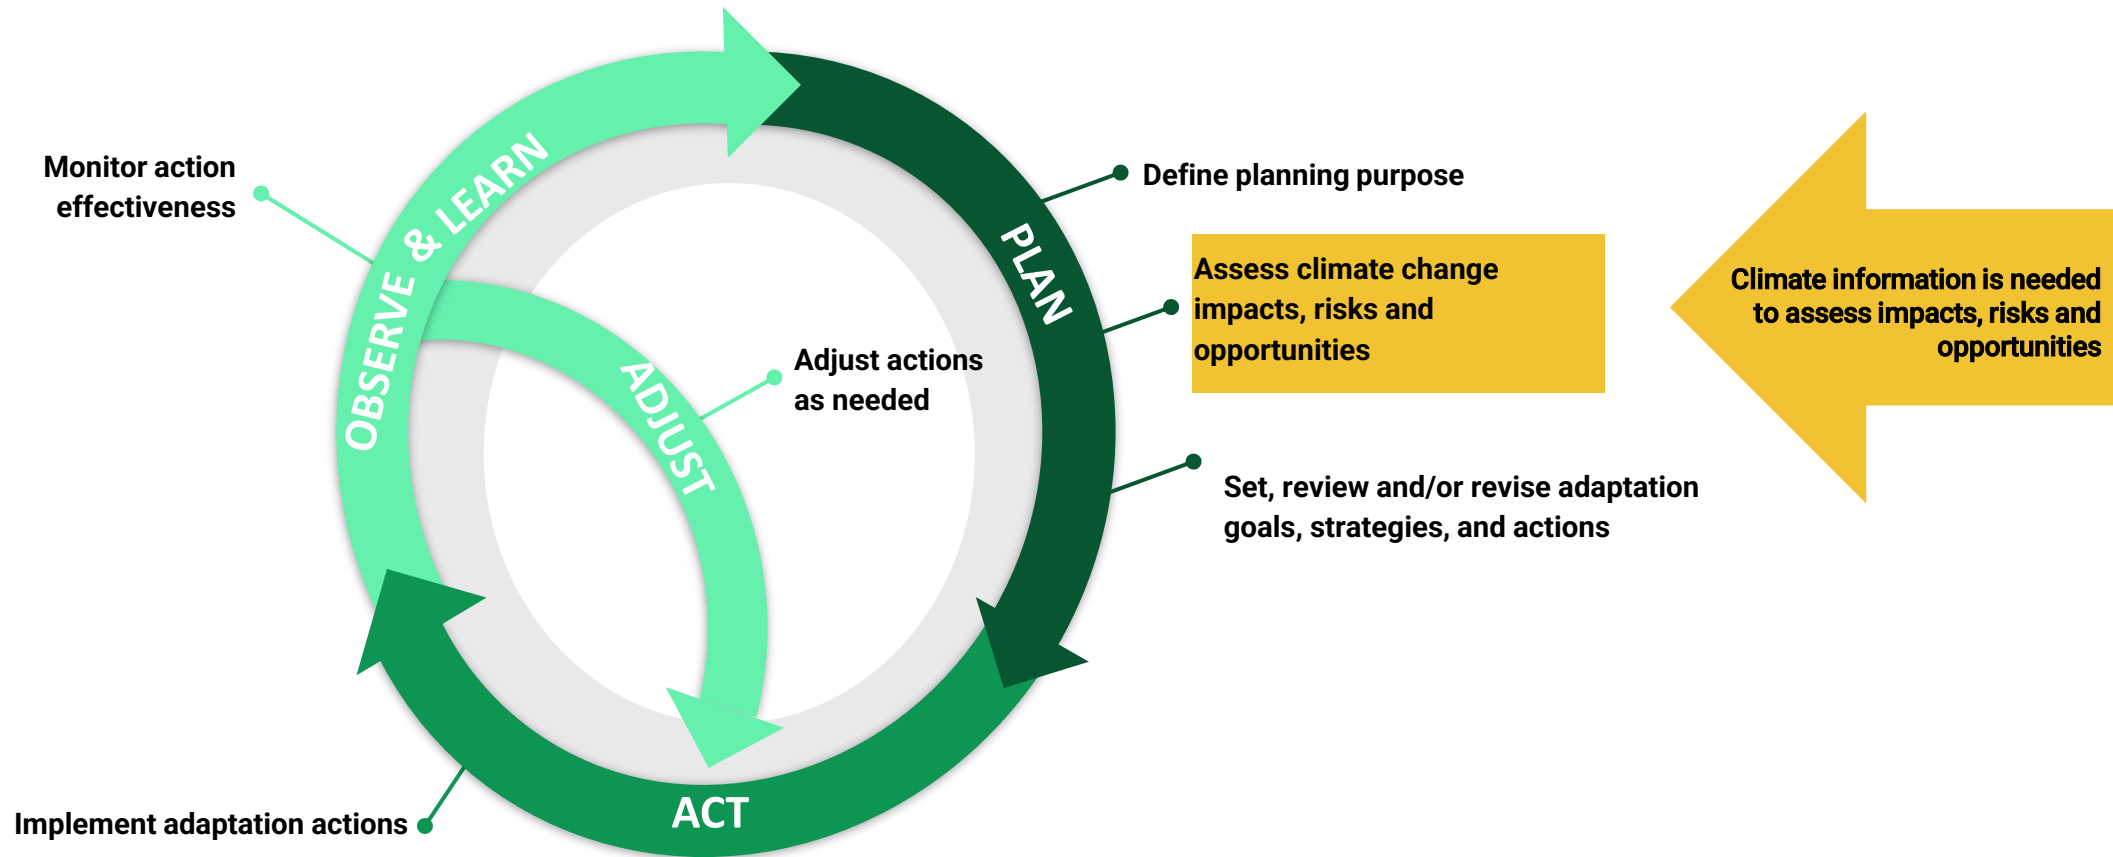 OBSERVE & LEARN
Monitor action
effectiveness
PLAN
Define planning purpose
Assess climate change
impacts, risks and
opportunities
Climate information is needed
to assess impacts, risks and
opportunities
Set, review and/or revise adaptation
goals, strategies, and actions
ADJUST
Adjust actions
as needed
ACT
Implement adaptation actions